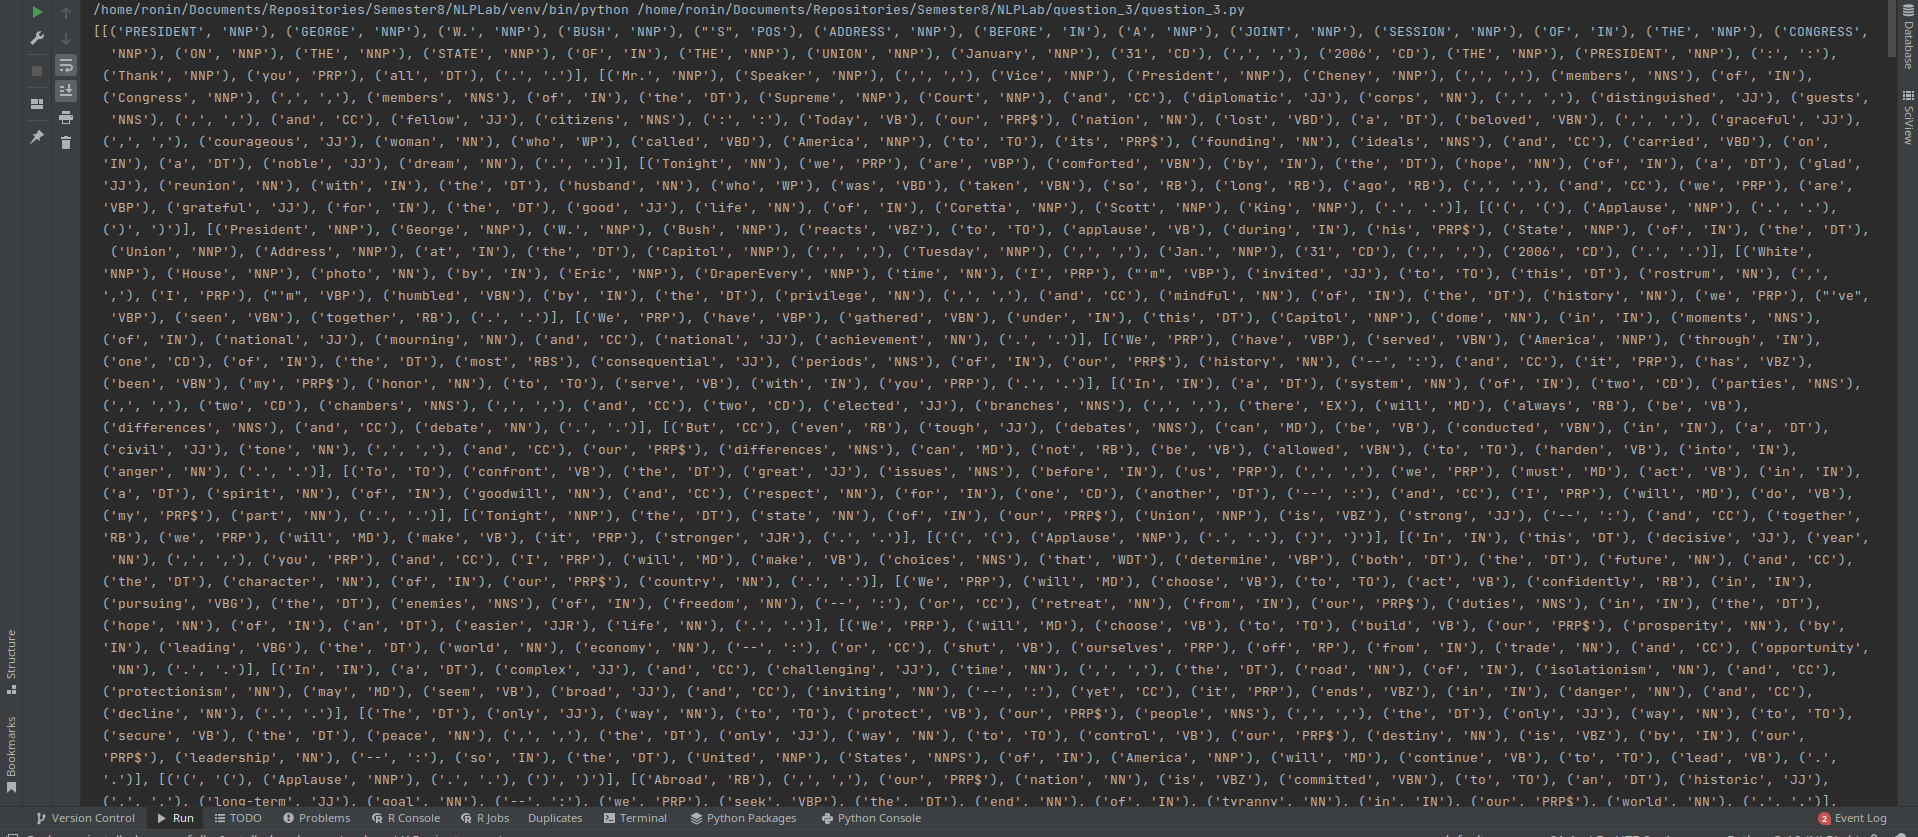 /home/ronin/Documents/Repositories/Semester8/NLPLab/venv/bin/python /home/ronin/Documents/Repositories/Semester8/NLPLab/question_3/question_3.py
[[('PRESIDENT', 'NNP'), ('GEORGE', 'NNP'), ('W.', 'NNP'), ('BUSH', 'NNP'), ("'S", 'POS'), ('ADDRESS', 'NNP'), ('BEFORE', 'IN'), ('A', 'NNP'), ('JOINT', 'NNP'), ('SESSION', 'NNP'), ('OF', 'IN'), ('THE', 'NNP'), ('CONGRESS',
'NNP'), ('ON', 'NNP'), ('THE', 'NNP'), ('STATE', 'NNP'), ('OF', 'IN'), ('THE', 'NNP'), ('UNION', 'NNP'), ('January', 'NNP'), ('31', 'CD'), (',', ','), ('2006', 'CD'), ('THE', 'NNP'), ('PRESIDENT', 'NNP'), (':', ':'),
('Thank', 'NNP'), ('you', 'PRP'), ('all', 'DT'), ('.', '.')], [('Mr.', 'NNP'), ('Speaker', 'NNP'), (',', ','), ('Vice', 'NNP'), ('President', 'NNP'), ('Cheney', 'NNP'), (',', ','), ('members', 'NNS'), ('of', 'IN'),
('Congress', 'NNP'), (',', ','), ('members', 'NNS'), ('of', 'IN'), ('the', 'DT'), ('Supreme', 'NNP'), ('Court', 'NNP'), ('and', 'CC'), ('diplomatic', 'JJ'), ('corps', 'NN'), (',', ','), ('distinguished', 'JJ'), ('guests',
'NNS'), (',', ','), ('and', 'CC'), ('fellow', 'JJ'), ('citizens', 'NNS'), (':', ':'), ('Today', 'VB'), ('our', 'PRP$'), ('nation', 'NN'), ('lost', 'VBD'), ('a', 'DT'), ('beloved', 'VBN'), (',', ','), ('graceful', 'JJ'),
(',', ','), ('courageous', 'JJ'), ('woman', 'NN'), ('who', 'WP'), ('called', 'VBD'), ('America', 'NNP'), ('to', 'TO'), ('its', 'PRP$'), ('founding', 'NN'), ('ideals', 'NNS'), ('and', 'CC'), ('carried', 'VBD'), ('on',
'IN'), ('a', 'DT'), ('noble', 'JJ'), ('dream', 'NN'), ('.', '.')], [('Tonight', 'NN'), ('we', 'PRP'), ('are', 'VBP'), ('comforted', 'VBN'), ('by', 'IN'), ('the', 'DT'), ('hope', 'NN'), ('of', 'IN'), ('a', 'DT'), ('glad',
'JJ'), ('reunion', 'NN'), ('with', 'IN'), ('the', 'DT'), ('husband', 'NN'), ('who', 'WP'), ('was', 'VBD'), ('taken', 'VBN'), ('so', 'RB'), ('long', 'RB'), ('ago', 'RB'), (',', ','), ('and', 'CC'), ('we', 'PRP'), ('are',
'VBP'), ('grateful', 'JJ'), ('for', 'IN'), ('the', 'DT'), ('good', 'JJ'), ('life', 'NN'), ('of', 'IN'), ('Coretta', 'NNP'), ('Scott', 'NNP'), ('King', 'NNP'), ('.', '.')], [('(', '('), ('Applause', 'NNP'), ('.', '.'),
(')', ')')], [('President', 'NNP'), ('George', 'NNP'), ('W.', 'NNP'), ('Bush', 'NNP'), ('reacts', 'VBZ'), ('to', 'TO'), ('applause', 'VB'), ('during', 'IN'), ('his', 'PRP$'), ('State', 'NNP'), ('of', 'IN'), ('the', 'DT'),
('Union', 'NNP'), ('Address', 'NNP'), ('at', 'IN'), ('the', 'DT'), ('Capitol', 'NNP'), (',', ','), ('Tuesday', 'NNP'), (',', ','), ('Jan.', 'NNP'), ('31', 'CD'), (',', ','), ('2006', 'CD'), ('.', '.')], [('White',
'NNP'), ('House', 'NNP'), ('photo', 'NN'), ('by', 'IN'), ('Eric', 'NNP'), ('DraperEvery', 'NNP'), ('time', 'NN'), ('I', 'PRP'), ("'m", 'VBP'), ('invited', 'JJ'), ('to', 'TO'), ('this', 'DT'), ('rostrum', 'NN'), (',',
','), ('I', 'PRP'), ("'m", 'VBP'), ('humbled', 'VBN'), ('by', 'IN'), ('the', 'DT'), ('privilege', 'NN'), (',', ','), ('and', 'CC'), ('mindful', 'NN'), ('of', 'IN'), ('the', 'DT'), ('history', 'NN'), ('we', 'PRP'), ("'ve",
'VBP'), ('seen', 'VBN'), ('together', 'RB'), ('.', '.')], [('We', 'PRP'), ('have', 'VBP'), ('gathered', 'VBN'), ('under', 'IN'), ('this', 'DT'), ('Capitol', 'NNP'), ('dome', 'NN'), ('in', 'IN'), ('moments', 'NNS'),
('of', 'IN'), ('national', 'JJ'), ('mourning', 'NN'), ('and', 'CC'), ('national', 'JJ'), ('achievement', 'NN'), ('.', '.')], [('We', 'PRP'), ('have', 'VBP'), ('served', 'VBN'), ('America', 'NNP'), ('through', 'IN'),
('one', 'CD'), ('of', 'IN'), ('the', 'DT'), ('most', 'RBS'), ('consequential', 'JJ'), ('periods', 'NNS'), ('of', 'IN'), ('our', 'PRP$'), ('history', 'NN'), ('--', ':'), ('and', 'CC'), ('it', 'PRP'), ('has', 'VBZ'),
('been', 'VBN'), ('my', 'PRP$'), ('honor', 'NN'), ('to', 'TO'), ('serve', 'VB'), ('with', 'IN'), ('you', 'PRP'), ('.', '.')], [('In', 'IN'), ('a', 'DT'), ('system', 'NN'), ('of', 'IN'), ('two', 'CD'), ('parties', 'NNS'),
(',', ','), ('two', 'CD'), ('chambers', 'NNS'), (',', ','), ('and', 'CC'), ('two', 'CD'), ('elected', 'JJ'), ('branches', 'NNS'), (',', ','), ('there', 'EX'), ('will', 'MD'), ('always', 'RB'), ('be', 'VB'),
('differences', 'NNS'), ('and', 'CC'), ('debate', 'NN'), ('.', '.')], [('But', 'CC'), ('even', 'RB'), ('tough', 'JJ'), ('debates', 'NNS'), ('can', 'MD'), ('be', 'VB'), ('conducted', 'VBN'), ('in', 'IN'), ('a', 'DT'),
('civil', 'JJ'), ('tone', 'NN'), (',', ','), ('and', 'CC'), ('our', 'PRP$'), ('differences', 'NNS'), ('can', 'MD'), ('not', 'RB'), ('be', 'VB'), ('allowed', 'VBN'), ('to', 'TO'), ('harden', 'VB'), ('into', 'IN'),
('anger', 'NN'), ('.', '.')], [('To', 'TO'), ('confront', 'VB'), ('the', 'DT'), ('great', 'JJ'), ('issues', 'NNS'), ('before', 'IN'), ('us', 'PRP'), (',', ','), ('we', 'PRP'), ('must', 'MD'), ('act', 'VB'), ('in', 'IN'),
('a', 'DT'), ('spirit', 'NN'), ('of', 'IN'), ('goodwill', 'NN'), ('and', 'CC'), ('respect', 'NN'), ('for', 'IN'), ('one', 'CD'), ('another', 'DT'), ('--', ':'), ('and', 'CC'), ('I', 'PRP'), ('will', 'MD'), ('do', 'VB'),
('my', 'PRP$'), ('part', 'NN'), ('.', '.')], [('Tonight', 'NNP'), ('the', 'DT'), ('state', 'NN'), ('of', 'IN'), ('our', 'PRP$'), ('Union', 'NNP'), ('is', 'VBZ'), ('strong', 'JJ'), ('--', ':'), ('and', 'CC'), ('together',
'RB'), ('we', 'PRP'), ('will', 'MD'), ('make', 'VB'), ('it', 'PRP'), ('stronger', 'JJR'), ('.', '.')], [('(', '('), ('Applause', 'NNP'), ('.', '.'), (')', ')')], [('In', 'IN'), ('this', 'DT'), ('decisive', 'JJ'), ('year',
'NN'), (',', ','), ('you', 'PRP'), ('and', 'CC'), ('I', 'PRP'), ('will', 'MD'), ('make', 'VB'), ('choices', 'NNS'), ('that', 'WDT'), ('determine', 'VBP'), ('both', 'DT'), ('the', 'DT'), ('future', 'NN'), ('and', 'CC'),
('the', 'DT'), ('character', 'NN'), ('of', 'IN'), ('our', 'PRP$'), ('country', 'NN'), ('.', '.')], [('We', 'PRP'), ('will', 'MD'), ('choose', 'VB'), ('to', 'TO'), ('act', 'VB'), ('confidently', 'RB'), ('in', 'IN'),
('pursuing', 'VBG'), ('the', 'DT'), ('enemies', 'NNS'), ('of', 'IN'), ('freedom', 'NN'), ('--', ':'), ('or', 'CC'), ('retreat', 'NN'), ('from', 'IN'), ('our', 'PRP$'), ('duties', 'NNS'), ('in', 'IN'), ('the', 'DT'),
('hope', 'NN'), ('of', 'IN'), ('an', 'DT'), ('easier', 'JJR'), ('life', 'NN'), ('.', '.')], [('We', 'PRP'), ('will', 'MD'), ('choose', 'VB'), ('to', 'TO'), ('build', 'VB'), ('our', 'PRP$'), ('prosperity', 'NN'), ('by',
'IN'), ('leading', 'VBG'), ('the', 'DT'), ('world', 'NN'), ('economy', 'NN'), ('--', ':'), ('or', 'CC'), ('shut', 'VB'), ('ourselves', 'PRP'), ('off', 'RP'), ('from', 'IN'), ('trade', 'NN'), ('and', 'CC'), ('opportunity',
'NN'), ('.', '.')], [('In', 'IN'), ('a', 'DT'), ('complex', 'JJ'), ('and', 'CC'), ('challenging', 'JJ'), ('time', 'NN'), (',', ','), ('the', 'DT'), ('road', 'NN'), ('of', 'IN'), ('isolationism', 'NN'), ('and', 'CC'),
('protectionism', 'NN'), ('may', 'MD'), ('seem', 'VB'), ('broad', 'JJ'), ('and', 'CC'), ('inviting', 'NN'), ('--', ':'), ('yet', 'CC'), ('it', 'PRP'), ('ends', 'VBZ'), ('in', 'IN'), ('danger', 'NN'), ('and', 'CC'),
('decline', 'NN'), ('.', '.')], [('The', 'DT'), ('only', 'JJ'), ('way', 'NN'), ('to', 'TO'), ('protect', 'VB'), ('our', 'PRP$'), ('people', 'NNS'), (',', ','), ('the', 'DT'), ('only', 'JJ'), ('way', 'NN'), ('to', 'TO'),
('secure', 'VB'), ('the', 'DT'), ('peace', 'NN'), (',', ','), ('the', 'DT'), ('only', 'JJ'), ('way', 'NN'), ('to', 'TO'), ('control', 'VB'), ('our', 'PRP$'), ('destiny', 'NN'), ('is', 'VBZ'), ('by', 'IN'), ('our',
'PRP$'), ('leadership', 'NN'), ('--', ':'), ('so', 'IN'), ('the', 'DT'), ('United', 'NNP'), ('States', 'NNPS'), ('of', 'IN'), ('America', 'NNP'), ('will', 'MD'), ('continue', 'VB'), ('to', 'TO'), ('lead', 'VB'), ('.',
'.')], [('(', '('), ('Applause', 'NNP'), ('.', '.'), (')', ')')], [('Abroad', 'RB'), (',', ','), ('our', 'PRP$'), ('nation', 'NN'), ('is', 'VBZ'), ('committed', 'VBN'), ('to', 'TO'), ('an', 'DT'), ('historic', 'JJ'),
(',', ','), ('long-term', 'JJ'), ('goal', 'NN'), ('--', ':'), ('we', 'PRP'), ('seek', 'VBP'), ('the', 'DT'), ('end', 'NN'), ('of', 'IN'), ('tyranny', 'NN'), ('in', 'IN'), ('our', 'PRP$'), ('world', 'NN'), ('.', '.')],
Database
SciView
Structure
Bookmarks
Version Control Run TODO Problems R Console R Jobs Duplicates Terminal Python Packages Python Console 2 Event Log